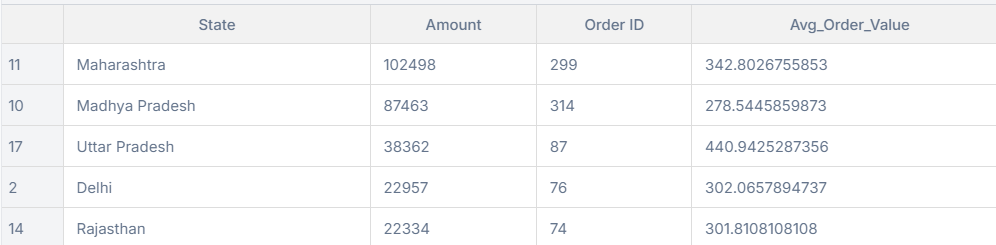 State Amount Order ID Avg_Order_Value
11 Maharashtra 102498 299 342.8026755853
10 Madhya Pradesh 87463 314 278.5445859873
17 Uttar Pradesh 38362 87 440.9425287356
2 Delhi 22957 76 302.0657894737
14 Rajasthan 22334 74 301.8108108108